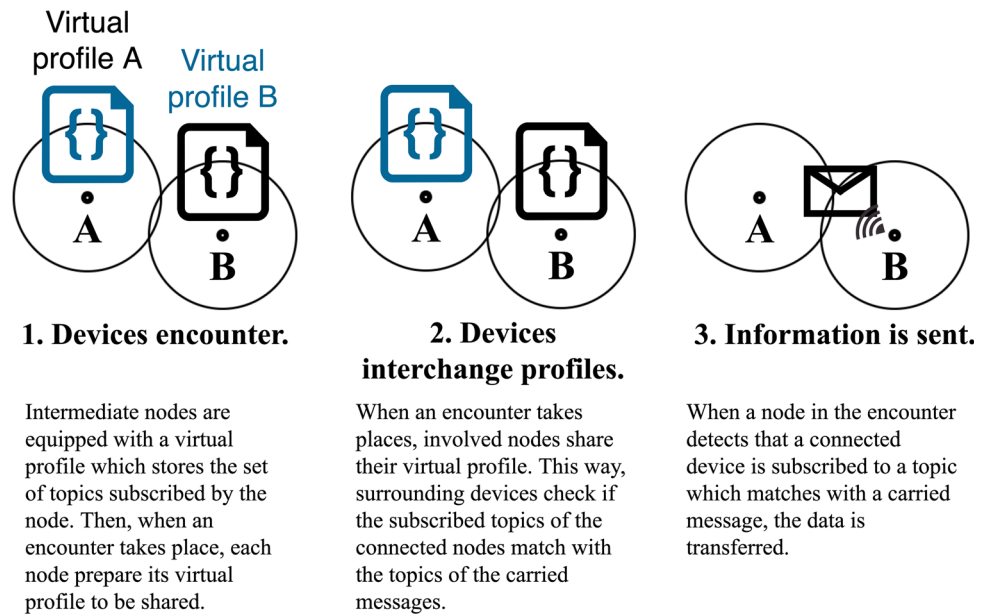 Virtual
profile A
Virtual
profile B
{}
{}
A
B
1. Devices encounter.
Intermediate nodes are
equipped with a virtual
profile which stores the set
of topics subscribed by the
node. Then, when an
encounter takes place, each
node prepare its virtual
profile to be shared.
{}
{}
A
B
2. Devices
interchange profiles.
When an encounter takes
places, involved nodes share
their virtual profile. This way,
surrounding devices check if
the subscribed topics of the
connected nodes match with
the topics of the carried
messages.
A
B
3. Information is sent.
When a node in the encounter
detects that a connected
device is subscribed to a topic
which matches with a carried
message, the data is
transferred.